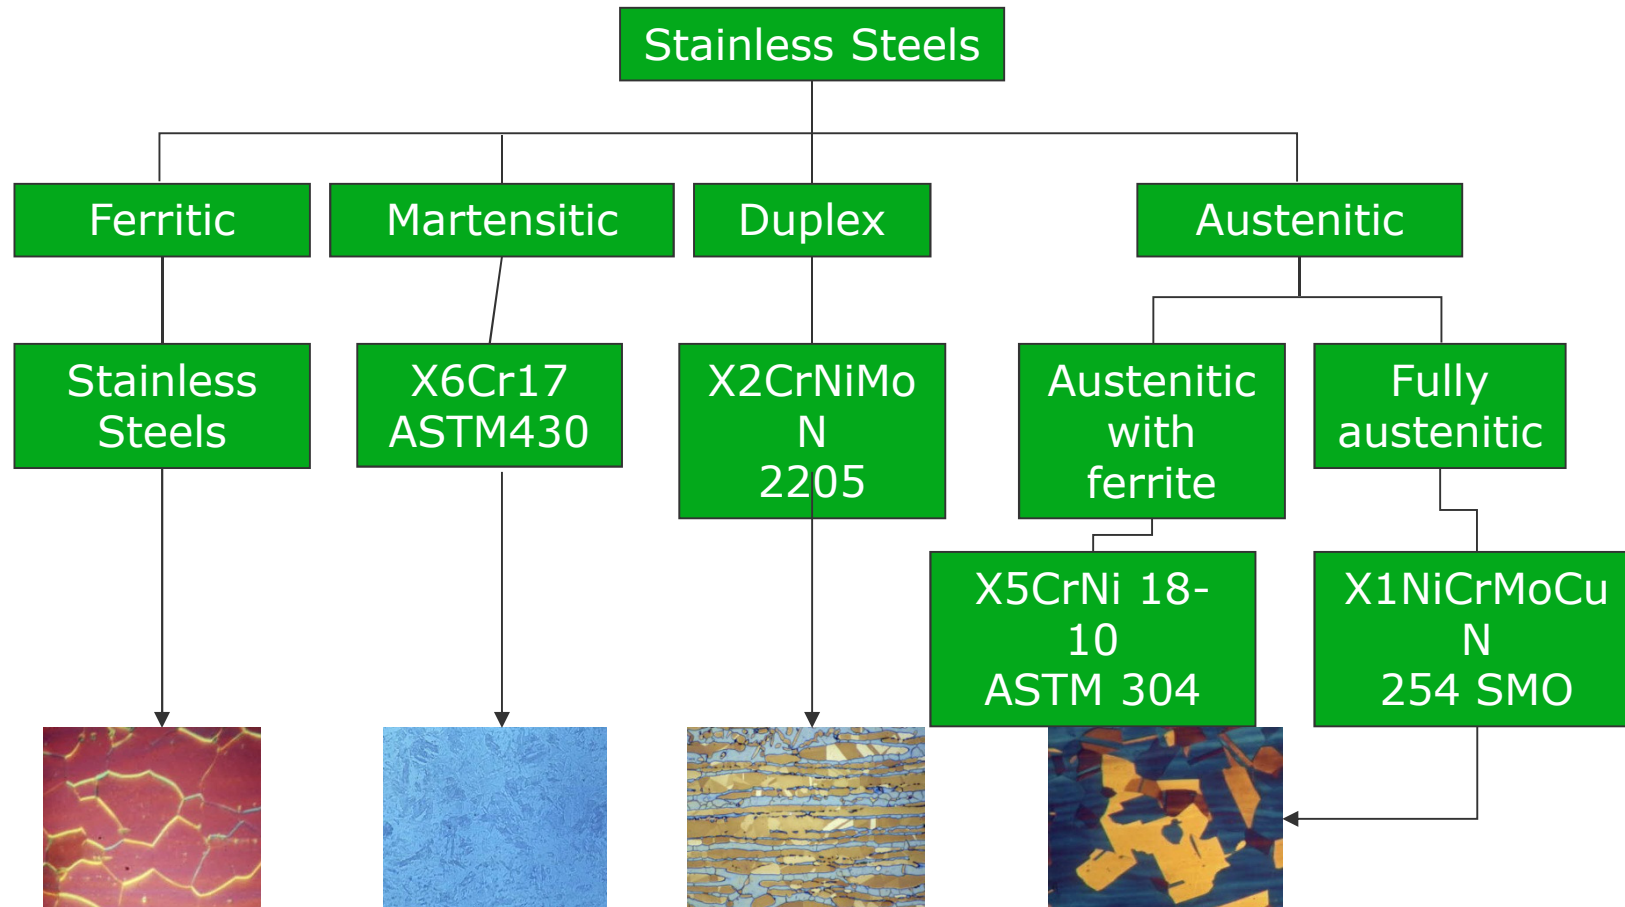 Stainless Steels
Ferritic
Martensitic
Duplex
Austenitic
Stainless
Steels
X6Cr17
ASTM430
X2CrNiMo
N
2205
Austenitic
with
ferrite
Fully
austenitic
X5CrNi 18-
10
ASTM 304
X1NiCrMoCu
N
254 SMO